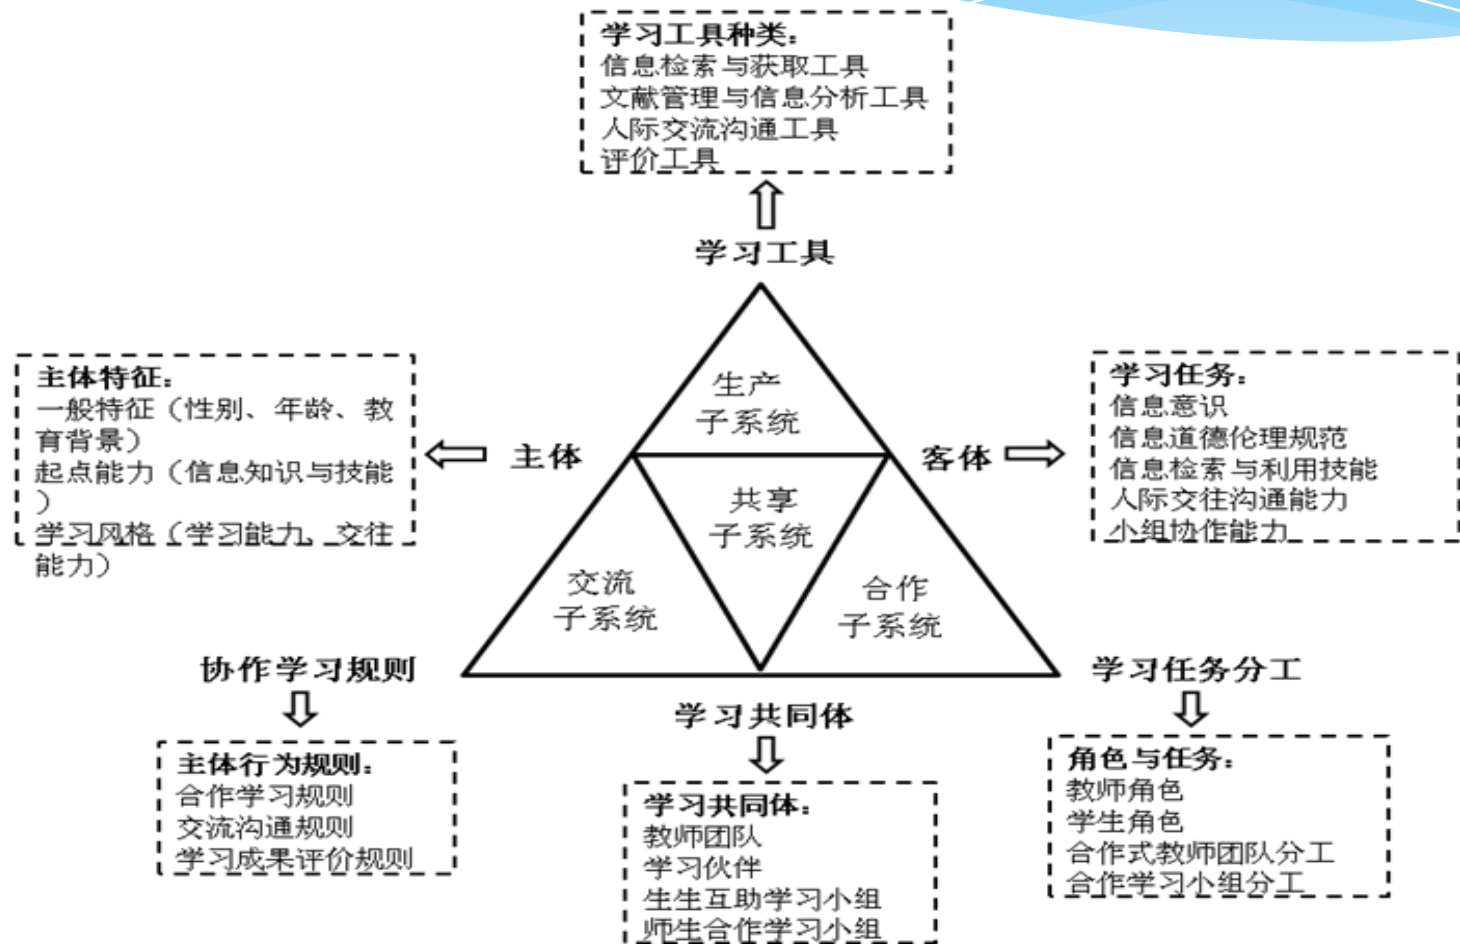 学习工具种类：
信息检索与获取工具
文献管理与信息分析工具
人际交流沟通工具
评价工具
学习工具
主体特征：
一般特征（性别、年龄、教
育背景）
起点能力（信息知识与技能
）
学习风格（学习能力、交往
能力）
主体
生产
子系统
客体
学习任务：
信息意识
信息道德伦理规范
信息检索与利用技能
人际交往沟通能力
小组协作能力
共享
子系统
交流
子系统
合作
子系统
协作学习规则
学习共同体
学习任务分工
主体行为规则：
合作学习规则
交流沟通规则
学习成果评价规则
学习共同体：
教师团队
学习伙伴
生生互助学习小组
师生合作学习小组
角色与任务：
教师角色
学生角色
合作式教师团队分工
合作学习小组分工